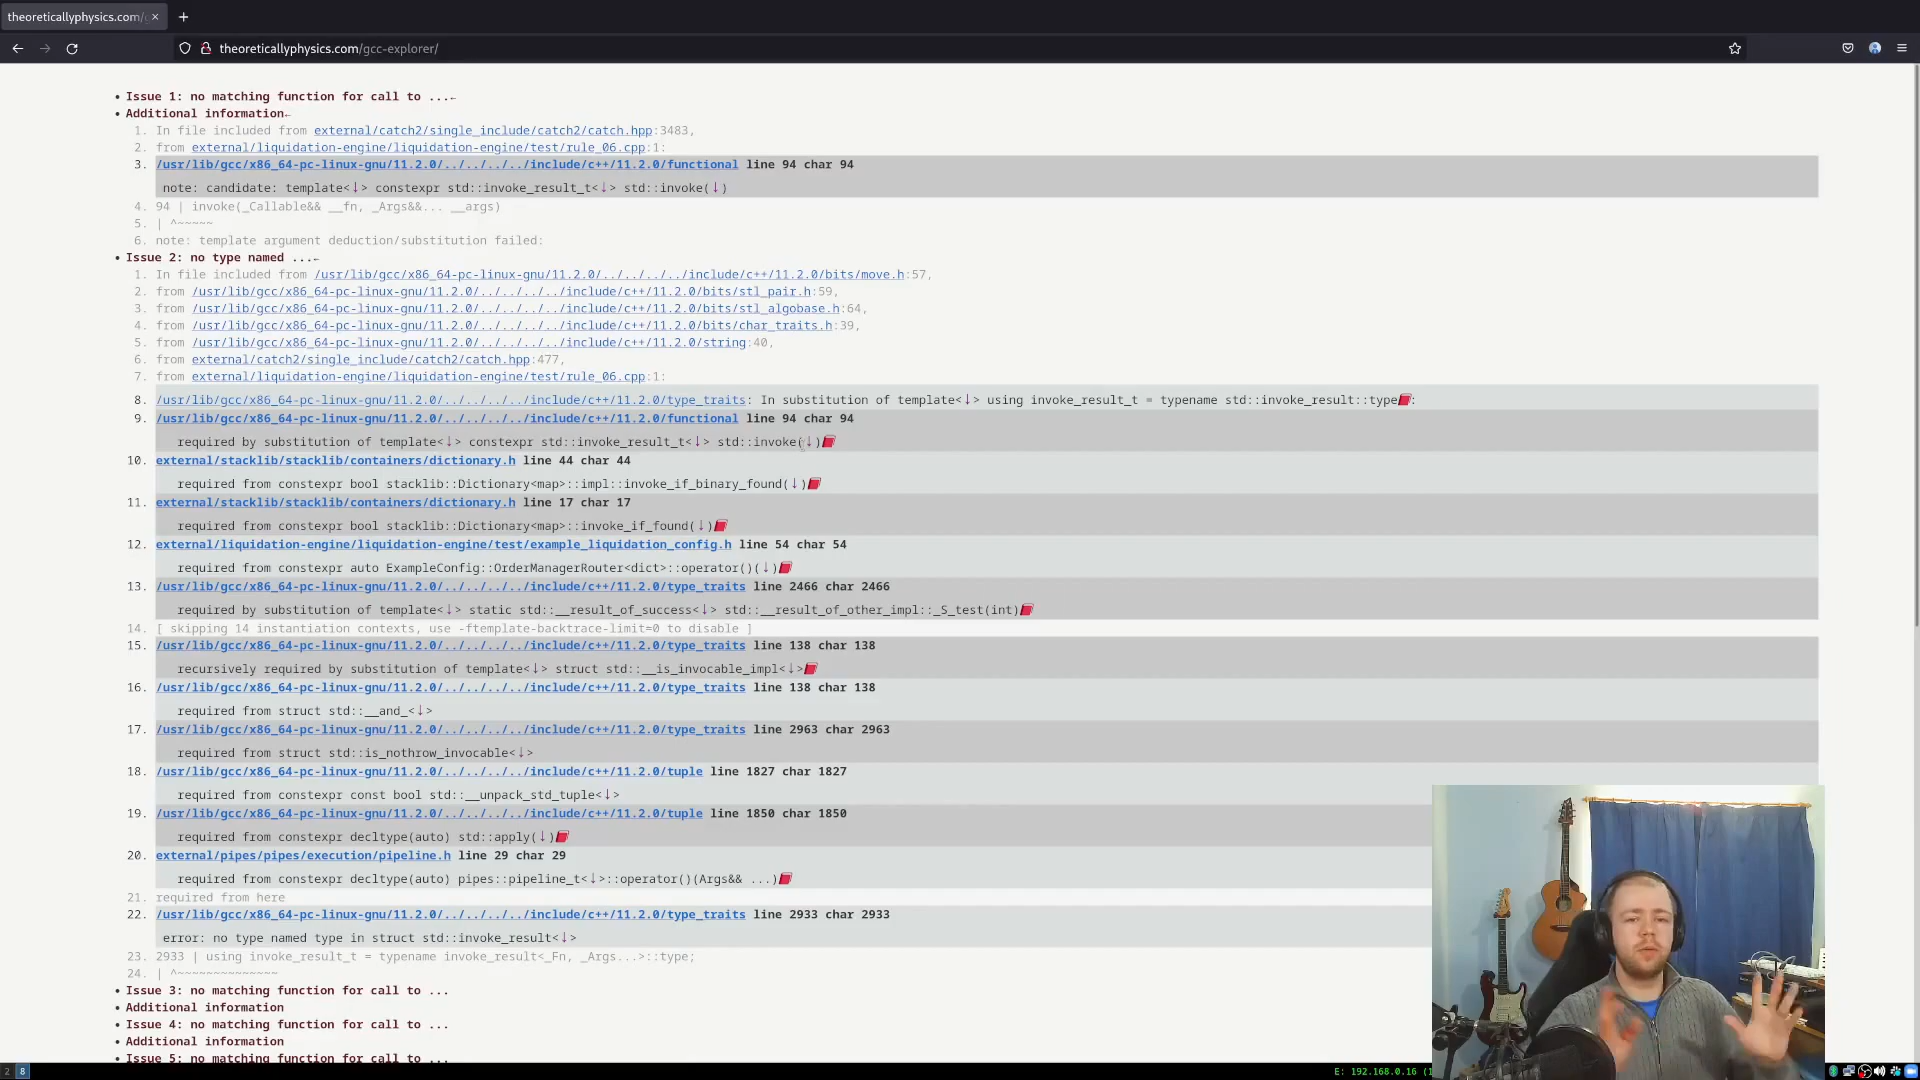 theoreticallyphysics.com/g
theoreticallyphysics.com/gcc-explorer/
• Issue 1: no matching function for call to ...←
• Additional information←
1. In file included from external/catch2/single_include/catch2/catch.hpp:3483,
2. from external/liquidation-engine/liquidation-engine/test/rule_06.cpp:1:
3. /usr/lib/gcc/x86_64-pc-linux-gnu/11.2.0/../../../../include/c++/11.2.0/functional line 94 char 94
note: candidate: template<↓> constexpr std::invoke_result_t<↓> std::invoke(↓)
4. 94 | invoke(_Callable&& __fn, _Args&&... __args)
5. | ^~~~~~
6. note: template argument deduction/substitution failed:
• Issue 2: no type named ...←
1. In file included from /usr/lib/gcc/x86_64-pc-linux-gnu/11.2.0/../../../../include/c++/11.2.0/bits/move.h:57,
2. from /usr/lib/gcc/x86_64-pc-linux-gnu/11.2.0/../../../../include/c++/11.2.0/bits/stl_pair.h:59,
3. from /usr/lib/gcc/x86_64-pc-linux-gnu/11.2.0/../../../../include/c++/11.2.0/bits/stl_algobase.h:64,
4. from /usr/lib/gcc/x86_64-pc-linux-gnu/11.2.0/../../../../include/c++/11.2.0/bits/char_traits.h:39,
5. from /usr/lib/gcc/x86_64-pc-linux-gnu/11.2.0/../../../../include/c++/11.2.0/string:40,
6. from external/catch2/single_include/catch2/catch.hpp:477,
7. from external/liquidation-engine/liquidation-engine/test/rule_06.cpp:1:
8. /usr/lib/gcc/x86_64-pc-linux-gnu/11.2.0/../../../../include/c++/11.2.0/type_traits: In substitution of template<↓> using invoke_result_t = typename std::invoke_result::type:
9. /usr/lib/gcc/x86_64-pc-linux-gnu/11.2.0/../../../../include/c++/11.2.0/functional line 94 char 94
required by substitution of template<↓> constexpr std::invoke_result_t<↓> std::invoke(↓)
10. external/stacklib/stacklib/containers/dictionary.h line 44 char 44
required from constexpr bool stacklib::Dictionary<map>::impl::invoke_if_binary_found(↓)
11. external/stacklib/stacklib/containers/dictionary.h line 17 char 17
required from constexpr bool stacklib::Dictionary<map>::invoke_if_found(↓)
12. external/liquidation-engine/liquidation-engine/test/example_liquidation_config.h line 54 char 54
required from constexpr auto ExampleConfig::OrderManagerRouter<dict>::operator()(↓)
13. /usr/lib/gcc/x86_64-pc-linux-gnu/11.2.0/../../../../include/c++/11.2.0/type_traits line 2466 char 2466
required by substitution of template<↓> static std::__result_of_success<↓> std::__result_of_other_impl::_S_test(int)
14. [ skipping 14 instantiation contexts, use -ftemplate-backtrace-limit=0 to disable ]
15. /usr/lib/gcc/x86_64-pc-linux-gnu/11.2.0/../../../../include/c++/11.2.0/type_traits line 138 char 138
recursively required by substitution of template<↓> struct std::__is_invocable_impl<↓>
16. /usr/lib/gcc/x86_64-pc-linux-gnu/11.2.0/../../../../include/c++/11.2.0/type_traits line 138 char 138
required from struct std::__and_<↓>
17. /usr/lib/gcc/x86_64-pc-linux-gnu/11.2.0/../../../../include/c++/11.2.0/type_traits line 2963 char 2963
required from struct std::is_nothrow_invocable<↓>
18. /usr/lib/gcc/x86_64-pc-linux-gnu/11.2.0/../../../../include/c++/11.2.0/tuple line 1827 char 1827
required from constexpr const bool std::__unpack_std_tuple<↓>
19. /usr/lib/gcc/x86_64-pc-linux-gnu/11.2.0/../../../../include/c++/11.2.0/tuple line 1850 char 1850
required from constexpr decltype(auto) std::apply(↓)
20. external/pipes/pipes/execution/pipeline.h line 29 char 29
required from constexpr decltype(auto) pipes::pipeline_t<↓>::operator()(Args&& ...)
21. required from here
22. /usr/lib/gcc/x86_64-pc-linux-gnu/11.2.0/../../../../include/c++/11.2.0/type_traits line 2933 char 2933
error: no type named type in struct std::invoke_result<↓>
23. 2933 | using invoke_result_t = typename invoke_result<_Fn, _Args...>::type;
24. | ^~~~~~~~~~~~~~~
• Issue 3: no matching function for call to ...
• Additional information
• Issue 4: no matching function for call to ...
• Additional information
• Issue 5: no matching function for call to ...
2 8
E: 192.168.0.16 (1